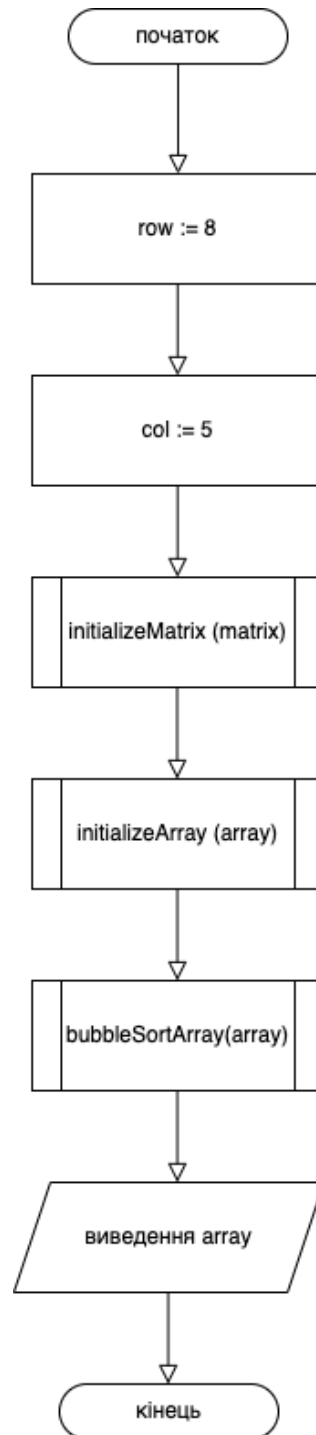 початок
row := 8
col := 5
initializeMatrix (matrix)
initializeArray (array)
bubbleSortArray(array)
виведення array
кінець